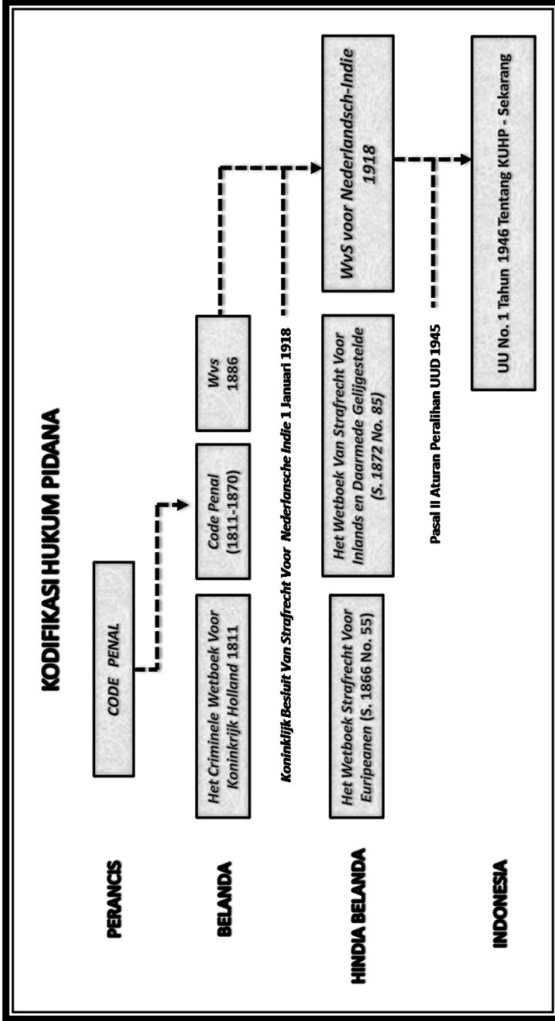 KODIFIKASI HUKUM PIDANA
PERANCIS
CODE PENAL
BELANDA
Het Criminele Wetboek Voor
Koninkrijk Holland 1811
Code Penal
(1811-1870)
Wvs
1886
Koninklijk Besluit Van Strafrecht Voor Nederlansche Indie 1 Januari 1918
HINDIA BELANDA
Het Wetboek Strafrecht Voor
Euripeanen (S. 1866 No. 55)
Het Wetboek Van Strafrecht Voor
Inlands en Daarmede Gelijgestelde
(S. 1872 No. 85)
WvS voor Nederlandsch-Indie
1918
Pasal II Aturan Peralihan UUD 1945
INDONESIA
UU No. 1 Tahun 1946 Tentang KUHP - Sekarang